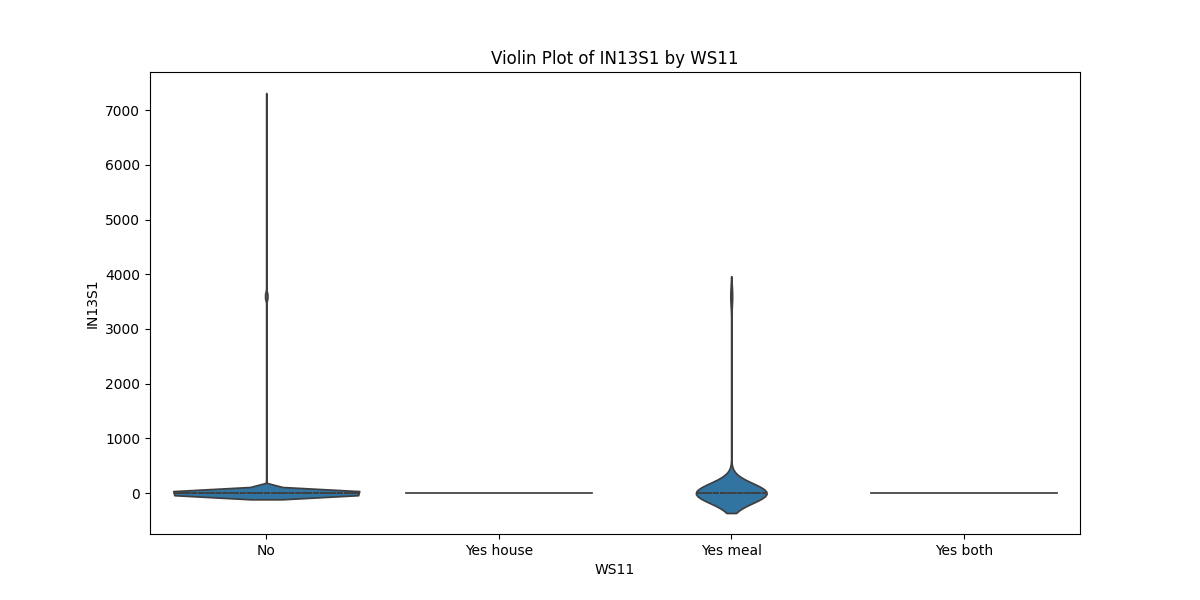 Violin Plot of IN13S1 by WS11
7000
6000
5000
4000
3000
2000
1000
0
IN13S1
No Yes house Yes meal Yes both
WS11